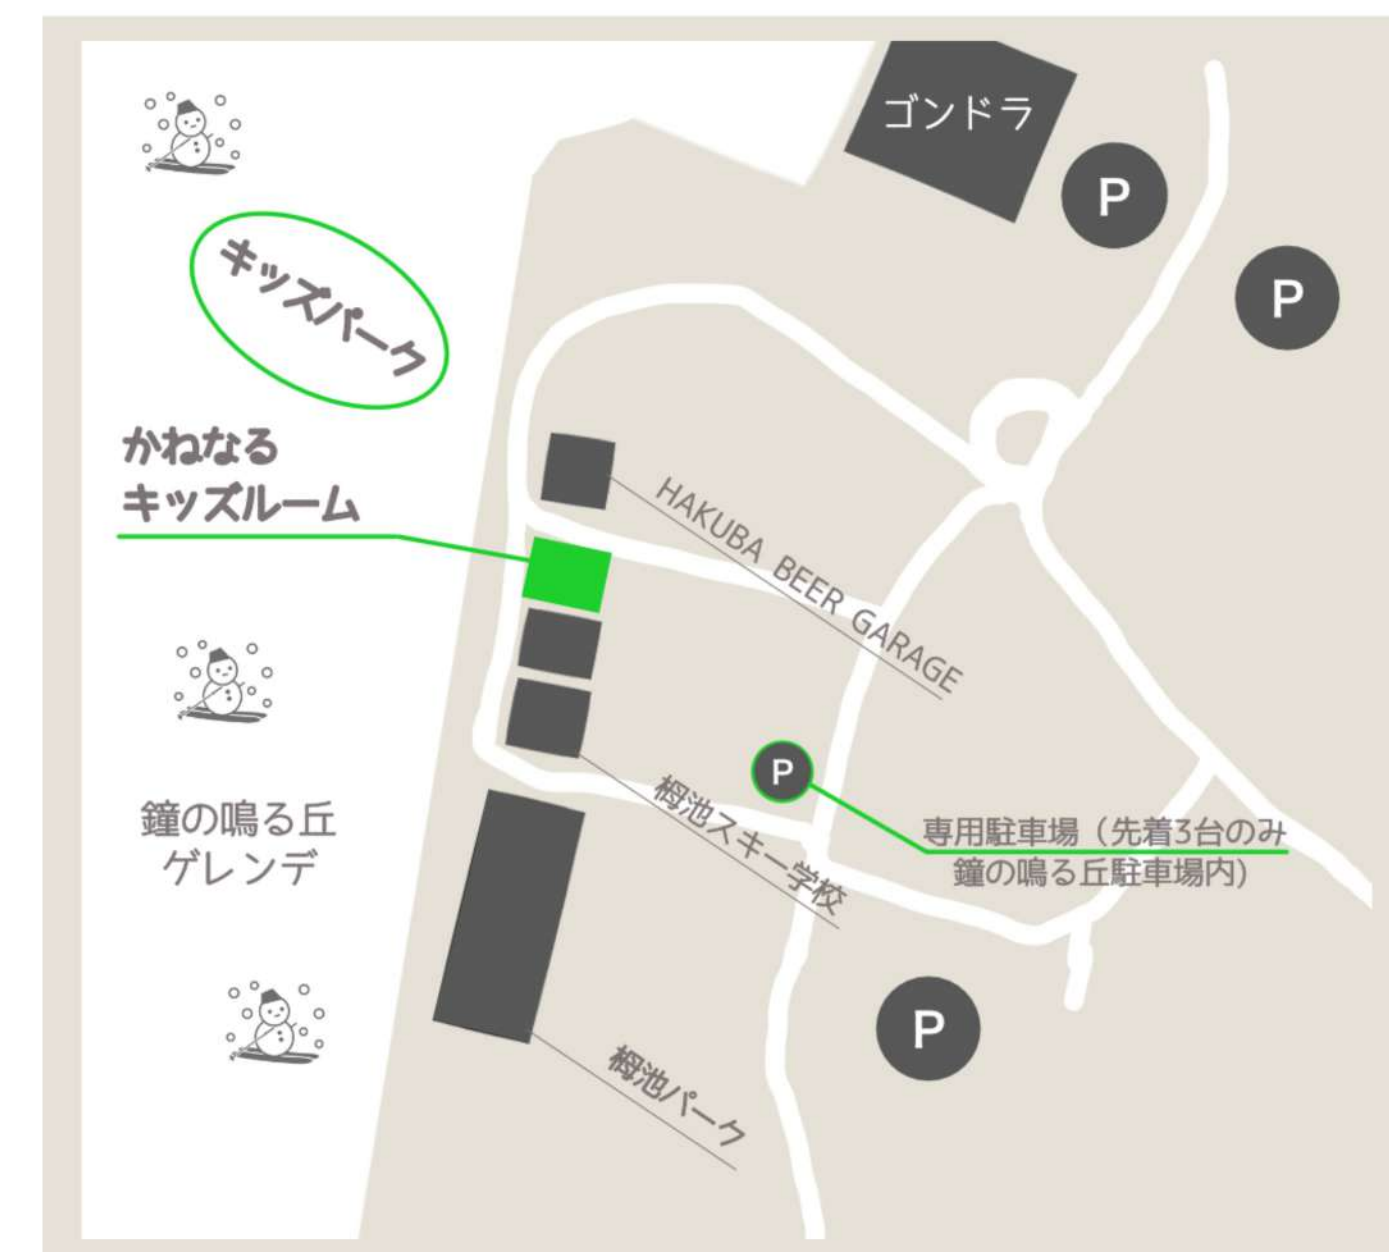 ゴンドラ
P
P
キッズパーク
かねなる
キッズルーム
HAKUBA BEER GARAGE
P
栂池スキー学校
専用駐車場（先着3台のみ
鐘の鳴る丘駐車場内)
鐘の鳴る丘
ゲレンデ
P
栂池パーク